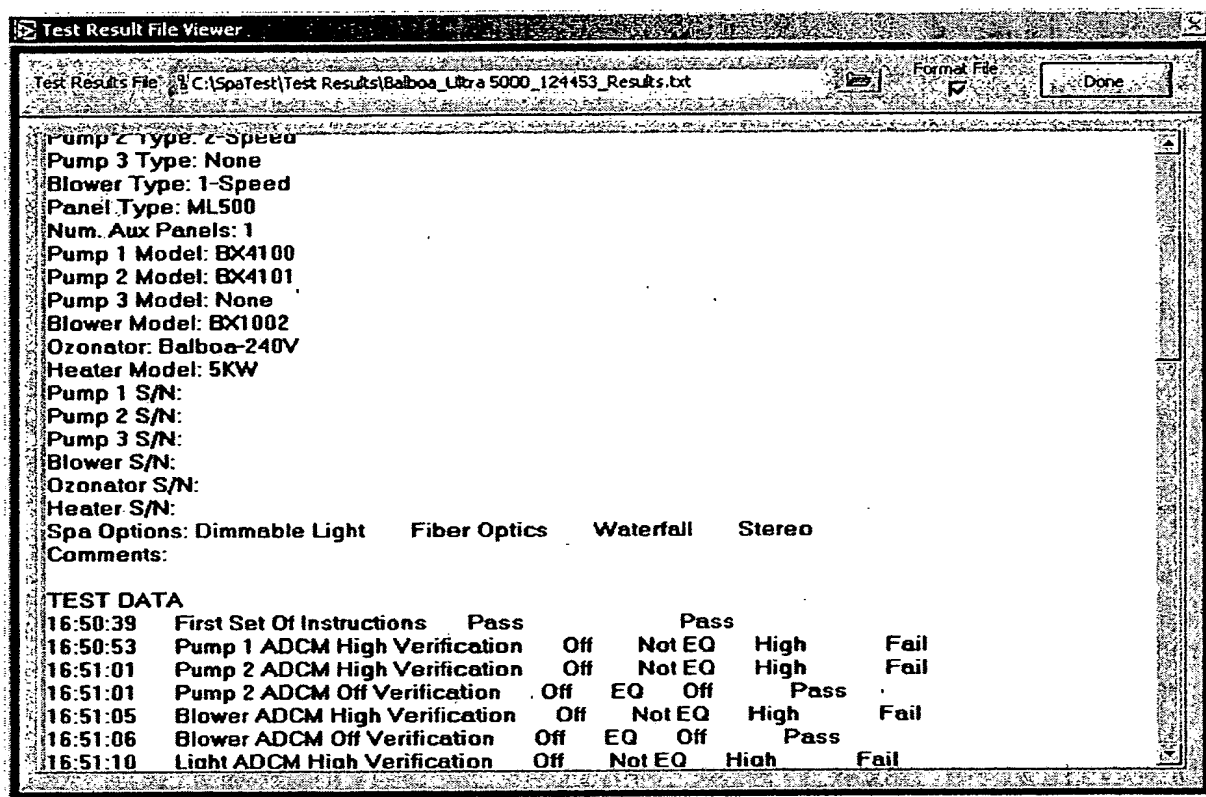 Test Result File Viewer
Test Results File C:\SpaTest\Test Results\Balboa_Ultra 5000_124453_Results.txt Format File Done
Pump 2 Type: 2-Speed
Pump 3 Type: None
Blower Type: 1-Speed
Panel Type: ML500
Num. Aux Panels: 1
Pump 1 Model: BX4100
Pump 2 Model: BX4101
Pump 3 Model: None
Blower Model: BX1002
Ozonator: Balboa-240V
Heater Model: 5KW
Pump 1 S/N:
Pump 2 S/N:
Pump 3 S/N:
Blower S/N:
Ozonator S/N:
Heater S/N:
Spa Options: Dimmable Light Fiber Optics Waterfall Stereo
Comments:
TEST DATA
16:50:39 First Set Of Instructions Pass Pass
16:50:53 Pump 1 ADCM High Verification Off Not EQ High Fail
16:51:01 Pump 2 ADCM High Verification Off Not EQ High Fail
16:51:01 Pump 2 ADCM Off Verification Off EQ Off Pass
16:51:05 Blower ADCM High Verification Off Not EQ High Fail
16:51:06 Blower ADCM Off Verification Off EQ Off Pass
16:51:10 Light ADCM High Verification Off Not EQ High Fail